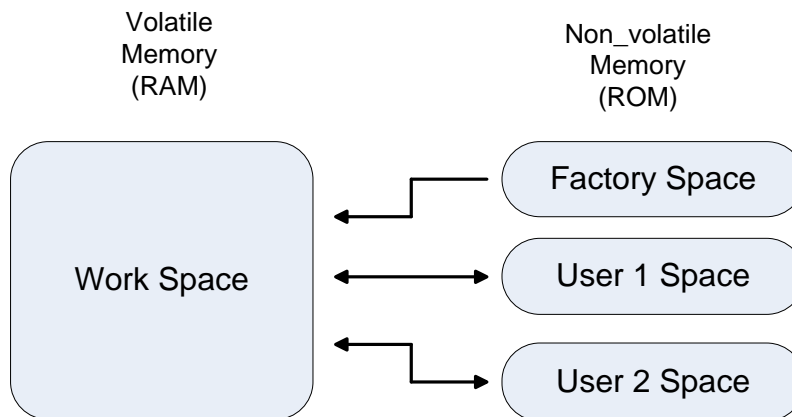 Volatile
Memory
(RAM)
Non_volatile
Memory
(ROM)
Work Space
Factory Space
User 1 Space
User 2 Space